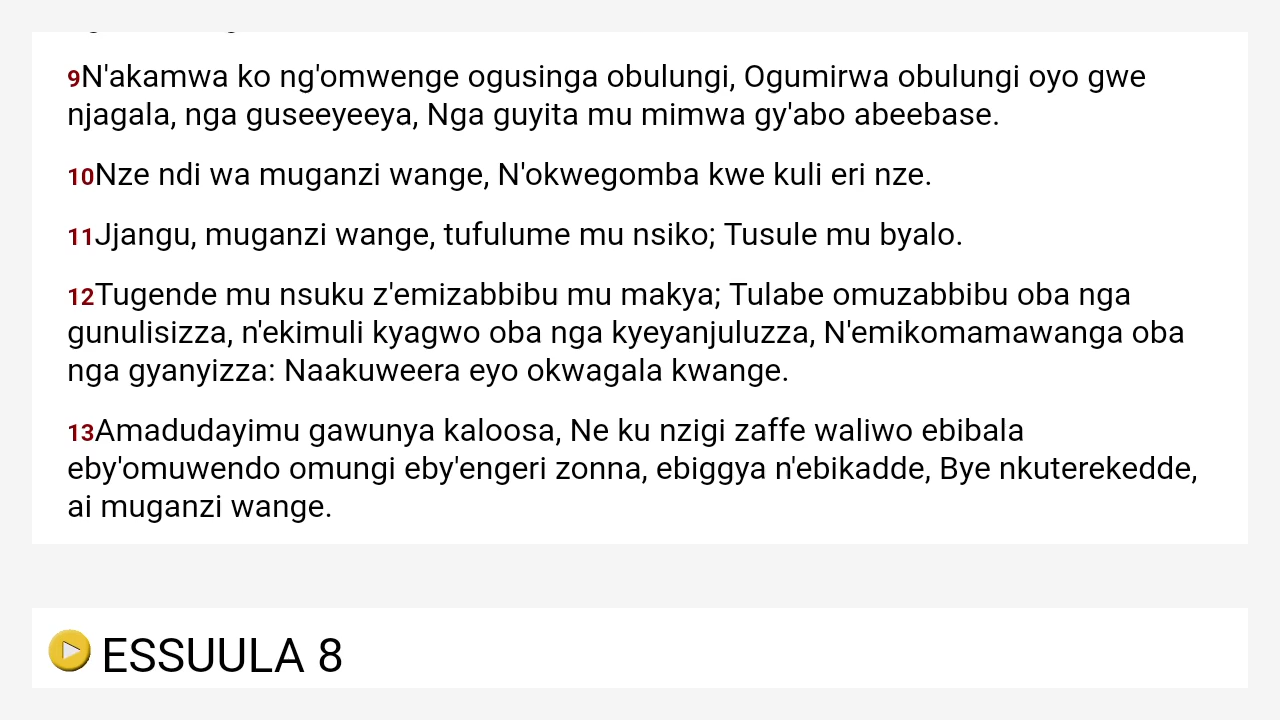 9N'akamwa ko ng'omwenge ogusinga obulungi, Ogumirwa obulungi oyo gwe
njagala, nga guseeyeeya, Nga guyita mu mimwa gy'abo abeebase.
10Nze ndi wa muganzi wange, N'okwegomba kwe kuli eri nze.
11Jjangu, muganzi wange, tufulume mu nsiko; Tusule mu byalo.
12Tugende mu nsuku z'emizabbibu mu makya; Tulabe omuzabbibu oba nga
gunulisizza, n'ekimuli kyagwo oba nga kyeyanjuluzza, N'emikomamawanga oba
nga gyanyizza: Naakuweera eyo okwagala kwange.
13Amadudayimu gawunya kaloosa, Ne ku nzigi zaffe waliwo ebibala
eby'omuwendo omungi eby'engeri zonna, ebiggya n'ebikadde, Bye nkuterekedde,
ai muganzi wange.
ESSUULA 8